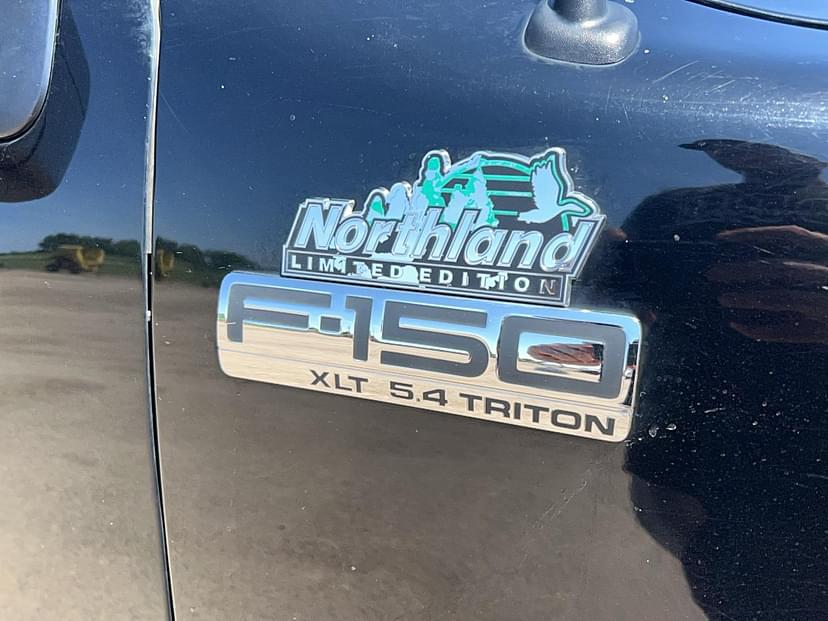 Northland
LIMITED EDITION
F-150
XLT 5.4 TRITON